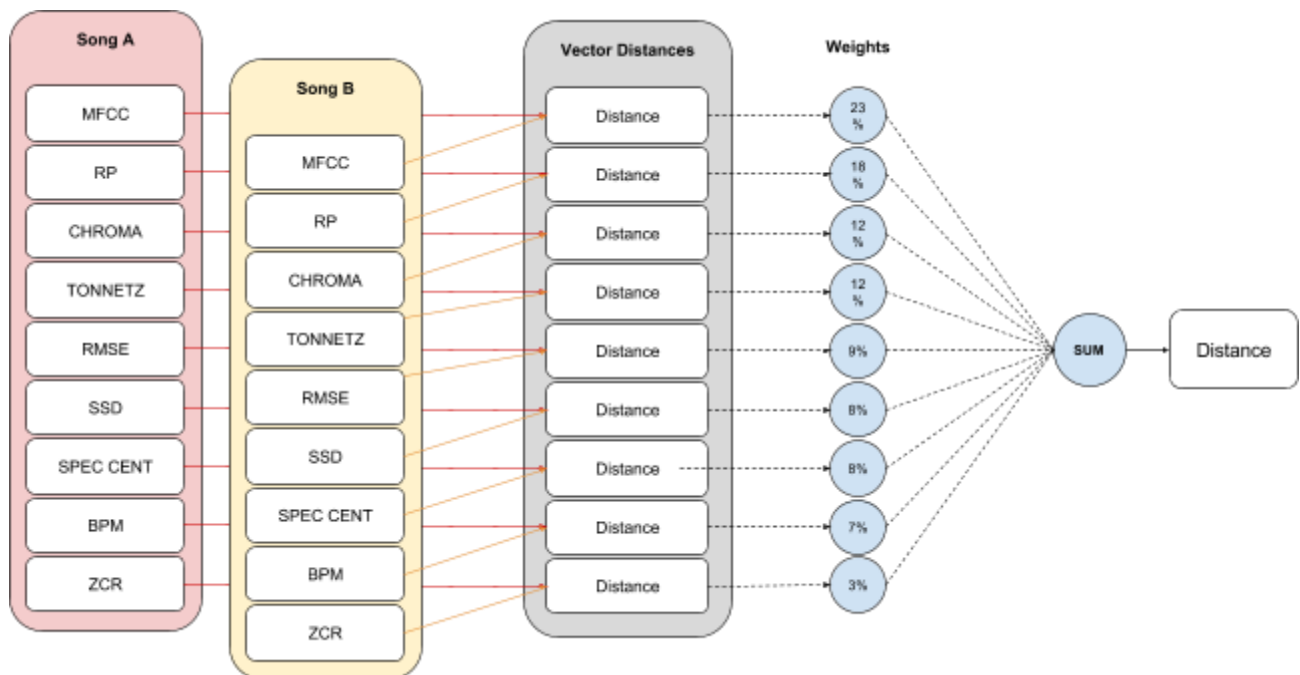 Song A
MFCC
RP
CHROMA
TONNETZ
RMSE
SSD
SPEC CENT
BPM
ZCR
Song B
MFCC
RP
CHROMA
TONNETZ
RMSE
SSD
SPEC CENT
BPM
ZCR
Vector Distances
Distance
Distance
Distance
Distance
Distance
Distance
Distance
Distance
Distance
Weights
23
%
18
%
12
%
12
%
9%
8%
8%
7%
3%
SUM
Distance